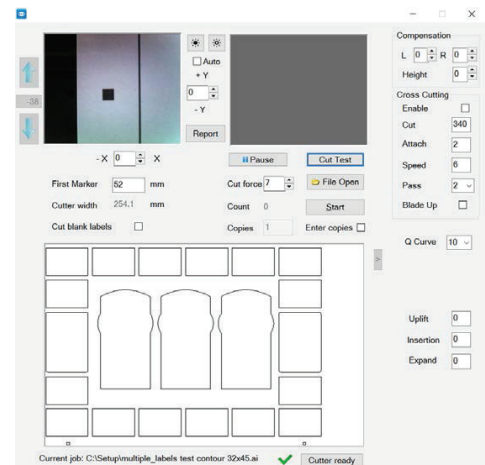 Compensation
L 0 R 0
Height 0
Auto
+ Y
-38
0
- Y
Report
Cross Cutting
Enable
Cut 340
Attach 2
Speed 6
Pass 2
Blade Up
- X 0 X
Pause
Cut Test
First Marker 52 mm
Cut force 7
File Open
Cutter width 254.1 mm
Count 0
Start
Cut blank labels
Copies 1
Enter copies
Q Curve 10
>
Uplift 0
Insertion 0
Expand 0
Current job: C:\Setup\multiple_labels test contour 32x45.ai
Cutter ready